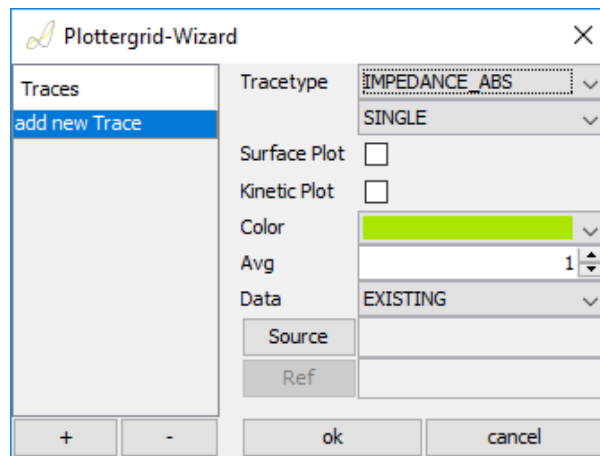 Plottergrid-Wizard
Traces
add new Trace
+
-
Tracetype
IMPEDANCE_ABS
SINGLE
Surface Plot
Kinetic Plot
Color
Avg
1
Data
EXISTING
Source
Ref
ok
cancel